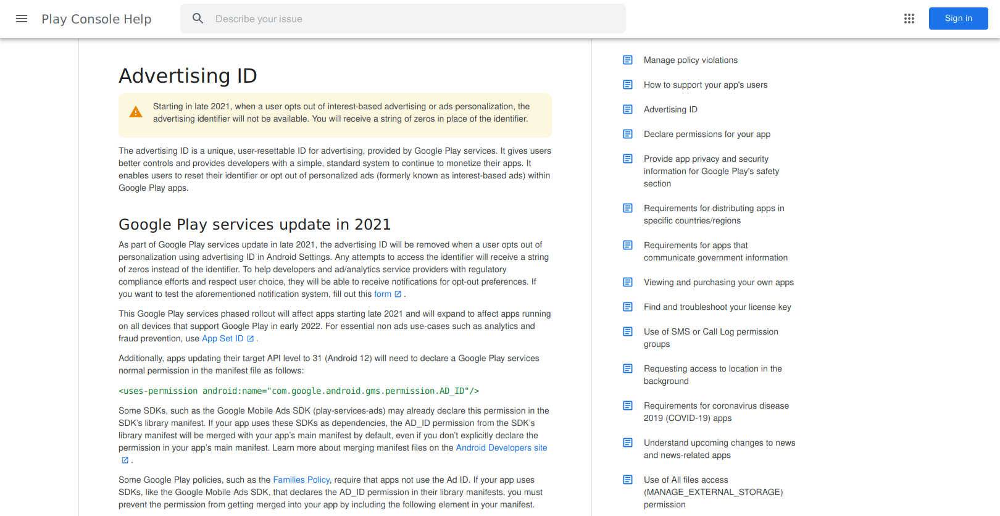 Play Console Help
Describe your issue
Sign in
Advertising ID
Starting in late 2021, when a user opts out of interest-based advertising or ads personalization, the
advertising identifier will not be available. You will receive a string of zeros in place of the identifier.
The advertising ID is a unique, user-resettable ID for advertising, provided by Google Play services. It gives users
better controls and provides developers with a simple, standard system to continue to monetize their apps. It
enables users to reset their identifier or opt out of personalized ads (formerly known as interest-based ads) within
Google Play apps.
Google Play services update in 2021
As part of Google Play services update in late 2021, the advertising ID will be removed when a user opts out of
personalization using advertising ID in Android Settings. Any attempts to access the identifier will receive a string
of zeros instead of the identifier. To help developers and ad/analytics service providers with regulatory
compliance efforts and respect user choice, they will be able to receive notifications for opt-out preferences. If
you want to test the aforementioned notification system, fill out this form .
This Google Play services phased rollout will affect apps starting late 2021 and will expand to affect apps running
on all devices that support Google Play in early 2022. For essential non ads use-cases such as analytics and
fraud prevention, use App Set ID .
Additionally, apps updating their target API level to 31 (Android 12) will need to declare a Google Play services
normal permission in the manifest file as follows:
<uses-permission android:name="com.google.android.gms.permission.AD_ID"/>
Some SDKs, such as the Google Mobile Ads SDK (play-services-ads) may already declare this permission in the
SDK’s library manifest. If your app uses these SDKs as dependencies, the AD_ID permission from the SDK’s
library manifest will be merged with your app’s main manifest by default, even if you don’t explicitly declare the
permission in your app’s main manifest. Learn more about merging manifest files on the Android Developers site
.
Some Google Play policies, such as the Families Policy, require that apps not use the Ad ID. If your app uses
SDKs, like the Google Mobile Ads SDK, that declares the AD_ID permission in their library manifests, you must
prevent the permission from getting merged into your app by including the following element in your manifest.
Manage policy violations
How to support your app's users
Advertising ID
Declare permissions for your app
Provide app privacy and security
information for Google Play's safety
section
Requirements for distributing apps in
specific countries/regions
Requirements for apps that
communicate government information
Viewing and purchasing your own apps
Find and troubleshoot your license key
Use of SMS or Call Log permission
groups
Requesting access to location in the
background
Requirements for coronavirus disease
2019 (COVID-19) apps
Understand upcoming changes to news
and news-related apps
Use of All files access
(MANAGE_EXTERNAL_STORAGE)
permission